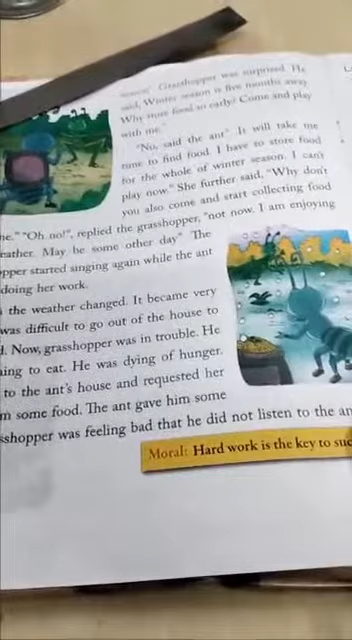 season" Grasshopper was surprised. He
said, Winter season is five months away.
Why store food so early? Come and play
with me."
"No, said the ant" It will take me
time to find food. I have to store food
for the whole of winter season. I can't
play now." She further said, "Why don't
you also come and start collecting food
me." "Oh no!", replied the grasshopper, "not now. I am enjoying
eather. May be some other day" The
pper started singing again while the ant
doing her work.
the weather changed. It became very
was difficult to go out of the house to
d. Now, grasshopper was in trouble. He
ing to eat. He was dying of hunger.
to the ant's house and requested her
m some food. The ant gave him some
sshopper was feeling bad that he did not listen to the an
Moral: Hard work is the key to suc